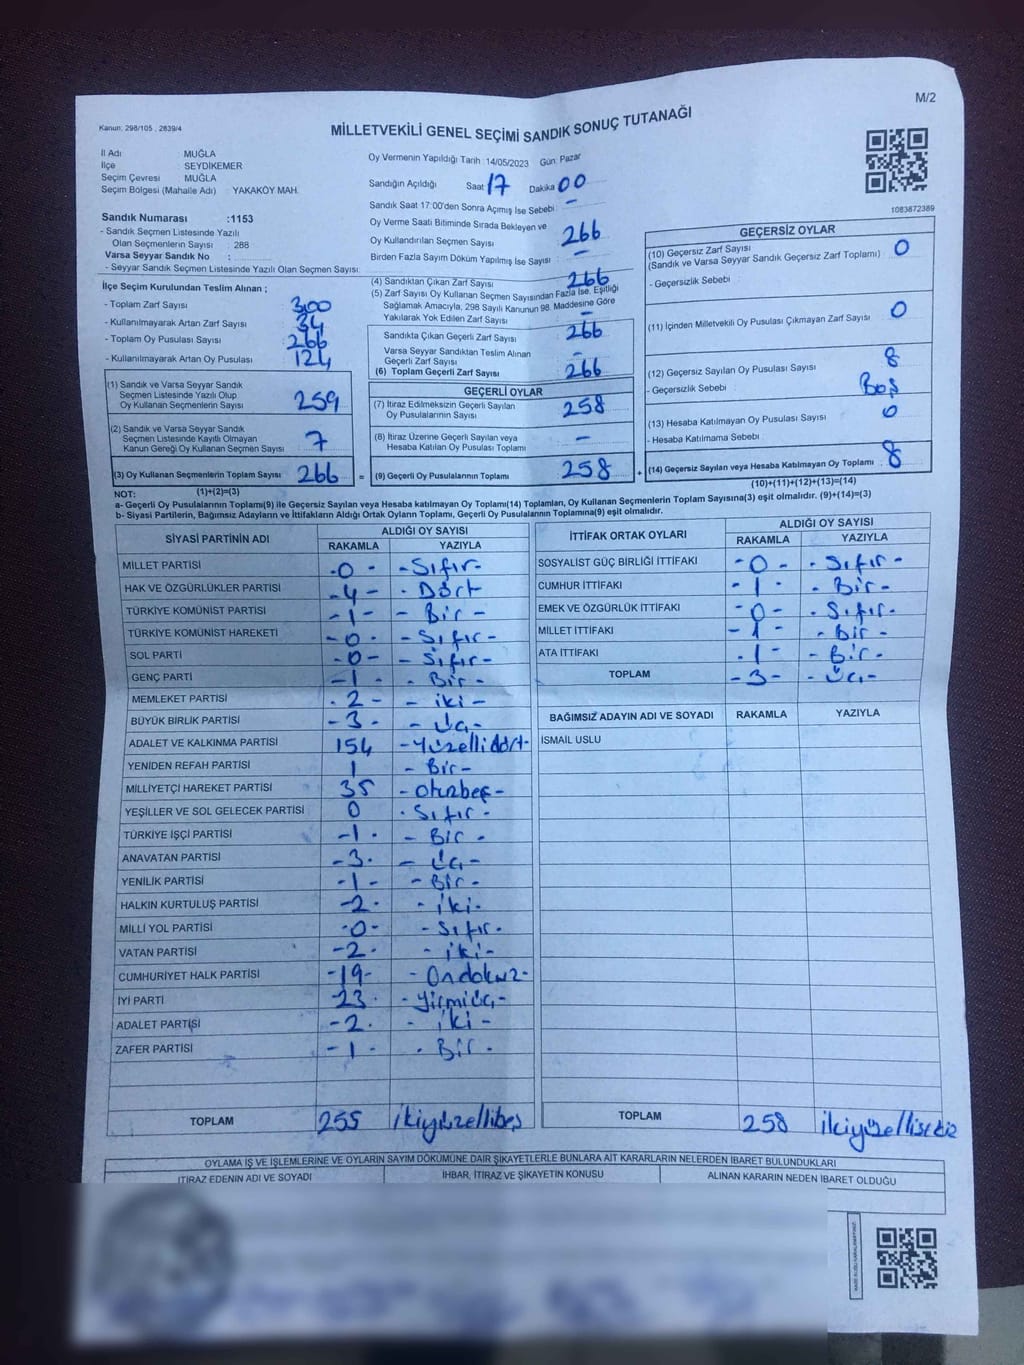 M/2
Kanun: 298/105 , 2839/4
MİLLETVEKİLİ GENEL SEÇİMİ SANDIK SONUÇ TUTANAĞI
1083872389
İl Adı MUĞLA
İlçe SEYDİKEMER
Seçim Çevresi MUĞLA
Seçim Bölgesi (Mahalle Adı) YAKAKÖY MAH.
Sandık Numarası :1153
- Sandık Seçmen Listesinde Yazılı
Olan Seçmenlerin Sayısı : 288
Varsa Seyyar Sandık No :
- Seyyar Sandık Seçmen Listesinde Yazılı Olan Seçmen Sayısı:
İlçe Seçim Kurulundan Teslim Alınan ;
- Toplam Zarf Sayısı 300
- Kullanılmayarak Artan Zarf Sayısı 34
- Toplam Oy Pusulası Sayısı 266
- Kullanılmayarak Artan Oy Pusulası 124
(1) Sandık ve Varsa Seyyar Sandık
Seçmen Listesinde Yazılı Olup
Oy Kullanan Seçmenlerin Sayısı 259
(2) Sandık ve Varsa Seyyar Sandık
Seçmen Listesinde Kayıtlı Olmayan
Kanun Gereği Oy Kullanan Seçmen Sayısı 7
(3) Oy Kullanan Seçmenlerin Toplam Sayısı 266 =
(1)+(2)=(3)
Oy Vermenin Yapıldığı Tarih : 14/05/2023 Gün: Pazar
Sandığın Açıldığı Saat 17 Dakika 00
Sandık Saat 17:00'den Sonra Açımış İse Sebebi : -
Oy Verme Saati Bitiminde Sırada Bekleyen ve
Oy Kullandırılan Seçmen Sayısı 266
Birden Fazla Sayım Döküm Yapılmış İse Sayısı : -
(4) Sandıktan Çıkan Zarf Sayısı 266
(5) Zarf Sayısı Oy Kullanan Seçmen Sayısından Fazla İse, Eşitliği
Sağlamak Amacıyla, 298 Sayılı Kanunun 98. Maddesine Göre
Yakılarak Yok Edilen Zarf Sayısı : -
Sandıkta Çıkan Geçerli Zarf Sayısı 266
Varsa Seyyar Sandıktan Teslim Alınan
Geçerli Zarf Sayısı -
(6) Toplam Geçerli Zarf Sayısı 266
GEÇERLİ OYLAR
(7) İtiraz Edilmeksizin Geçerli Sayılan
Oy Pusulalarının Sayısı 258
(8) İtiraz Üzerine Geçerli Sayılan veya
Hesaba Katılan Oy Pusulası Toplamı -
(9) Geçerli Oy Pusulalarının Toplamı 258 +
GEÇERSİZ OYLAR
(10) Geçersiz Zarf Sayısı
(Sandık ve Varsa Seyyar Sandık Geçersiz Zarf Toplamı) 0
- Geçersizlik Sebebi :
(11) İçinden Milletvekili Oy Pusulası Çıkmayan Zarf Sayısı 0
(12) Geçersiz Sayılan Oy Pusulası Sayısı 8
- Geçersizlik Sebebi : Boş
(13) Hesaba Katılmayan Oy Pusulası Sayısı 0
- Hesaba Katılmama Sebebi :
(14) Geçersiz Sayılan veya Hesaba Katılmayan Oy Toplamı : 8
(10)+(11)+(12)+(13)=(14)
NOT:
a- Geçerli Oy Pusulalarının Toplamı(9) ile Geçersiz Sayılan veya Hesaba katılmayan Oy Toplamı(14) Toplamları, Oy Kullanan Seçmenlerin Toplam Sayısına(3) eşit olmalıdır. (9)+(14)=(3)
b- Siyasi Partilerin, Bağımsız Adayların ve İttifakların Aldığı Ortak Oyların Toplamı, Geçerli Oy Pusulalarının Toplamına(9) eşit olmalıdır.
SİYASİ PARTİNİN ADI ALDIĞI OY SAYISI
RAKAMLA YAZIYLA
MİLLET PARTİSİ -0- -Sıfır-
HAK VE ÖZGÜRLÜKLER PARTİSİ -4- -Dört
TÜRKİYE KOMÜNİST PARTİSİ -1- -Bir-
TÜRKİYE KOMÜNİST HAREKETİ -0- -Sıfır-
SOL PARTİ -0- -Sıfır-
GENÇ PARTİ -1- -Bir-
MEMLEKET PARTİSİ -2- -iki-
BÜYÜK BİRLİK PARTİSİ -3- -Üç-
ADALET VE KALKINMA PARTİSİ 154 -Yüzellidört-
YENİDEN REFAH PARTİSİ 1 -Bir-
MİLLİYETÇİ HAREKET PARTİSİ 35 -Otuzbeş-
YEŞİLLER VE SOL GELECEK PARTİSİ 0 -Sıfır-
TÜRKİYE İŞÇİ PARTİSİ -1- -Bir-
ANAVATAN PARTİSİ -3- -Üç-
YENİLİK PARTİSİ -1- -Bir-
HALKIN KURTULUŞ PARTİSİ -2- -iki-
MİLLİ YOL PARTİSİ -0- -Sıfır-
VATAN PARTİSİ -2- -iki-
CUMHURİYET HALK PARTİSİ -19- -Ondokuz-
İYİ PARTİ -23- -Yirmiüç-
ADALET PARTİSİ -2- -iki-
ZAFER PARTİSİ -1- -Bir-
TOPLAM 255 ikiyüzellibeş
İTTİFAK ORTAK OYLARI ALDIĞI OY SAYISI
RAKAMLA YAZIYLA
SOSYALİST GÜÇ BİRLİĞİ İTTİFAKI -0- -Sıfır-
CUMHUR İTTİFAKI -1- -Bir-
EMEK VE ÖZGÜRLÜK İTTİFAKI -0- -Sıfır-
MİLLET İTTİFAKI -1- -Bir-
ATA İTTİFAKI -1- -Bir-
TOPLAM -3- -Üç-
BAĞIMSIZ ADAYIN ADI VE SOYADI RAKAMLA YAZIYLA
İSMAİL USLU
TOPLAM 258 ikiyüzellisekiz
OYLAMA İŞ VE İŞLEMLERİNE VE OYLARIN SAYIM DÖKÜMÜNE DAİR ŞİKAYETLERLE BUNLARA AİT KARARLARIN NELERDEN İBARET BULUNDUKLARI
İTİRAZ EDENİN ADI VE SOYADI İHBAR, İTİRAZ VE ŞİKAYETİN KONUSU ALINAN KARARIN NEDEN İBARET OLDUĞU